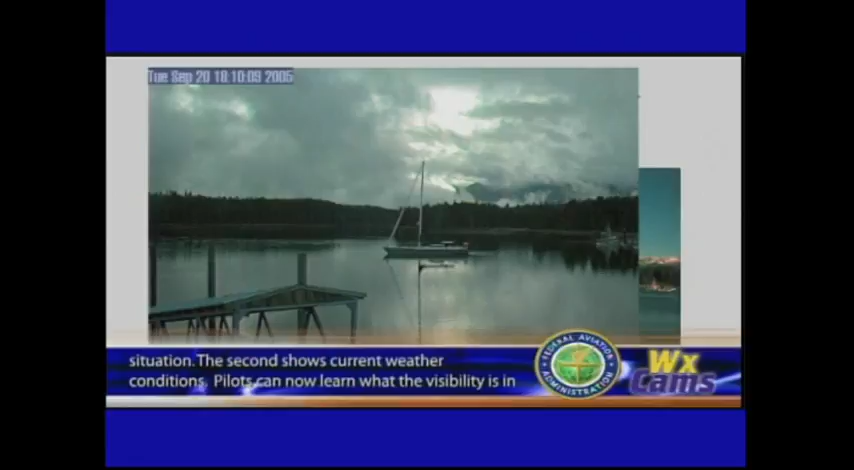 Tue Sep 20 18:10:09 2005
situation. The second shows current weather
conditions. Pilots can now learn what the visibility is in
FEDERAL AVIATION
ADMINISTRATION
Wx
Cams